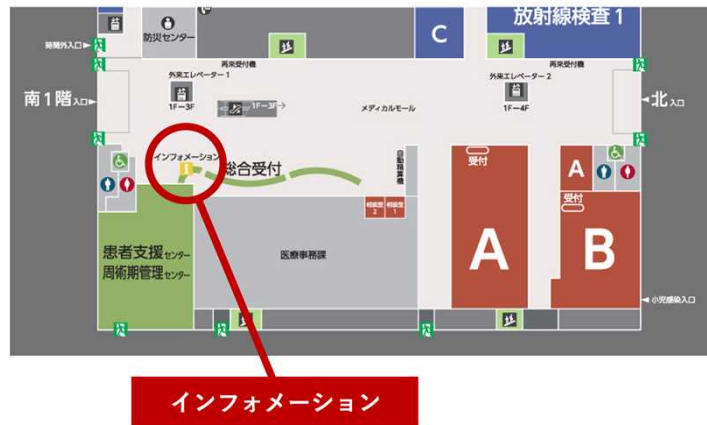 放射線検査1
防災センター
C
時間外入口
再来受付機
再来受付機
外来エレベーター1
外来エレベーター2
1F-3F
1F-3F
1F-4F
南1階入口
メディカルモール
北入口
インフォメーション
総合受付
自動精算機
受付
A
相談室2
相談室1
受付
患者支援センター
周術期管理センター
医療事務課
A
B
小児感染入口
インフォメーション